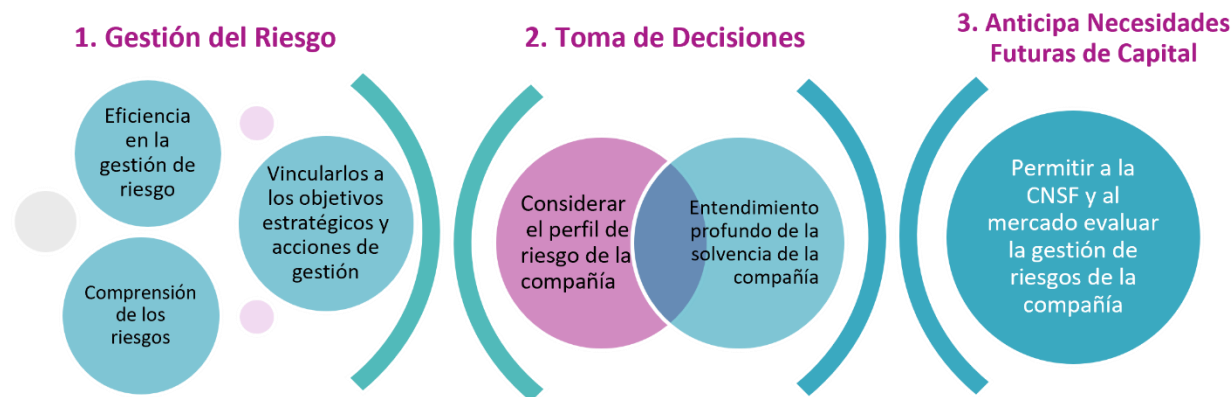 1. Gestión del Riesgo
Eficiencia
en la
gestión de
riesgo
Vincularlos a
los objetivos
estratégicos y
acciones de
gestión
Comprensión
de los
riesgos
2. Toma de Decisiones
Considerar
el perfil de
riesgo de la
compañía
Entendimiento
profundo de la
solvencia de la
compañía
3. Anticipa Necesidades
Futuras de Capital
Permitir a la
CNSF y al
mercado evaluar
la gestión de
riesgos de la
compañía